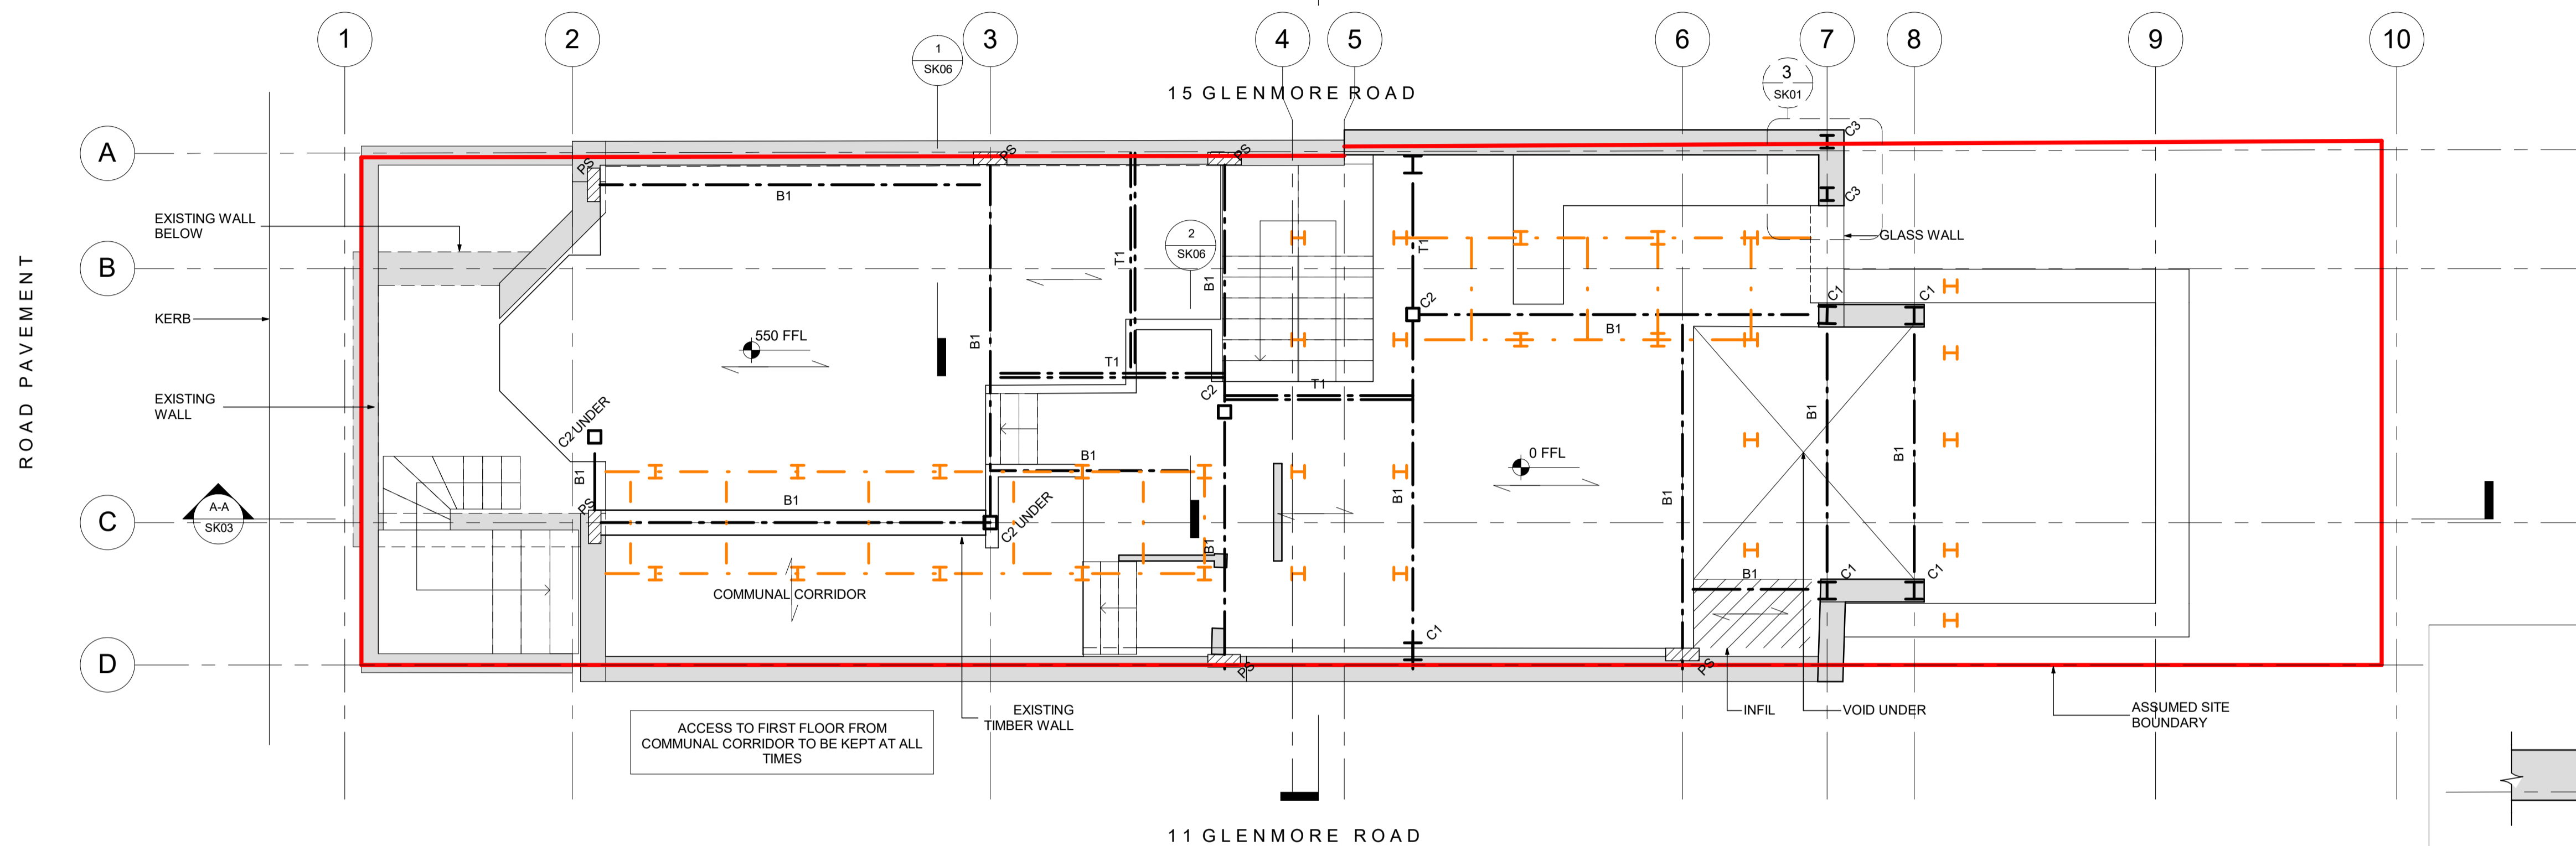 1
2
3
4
5
6
7
8
9
10
1
SK06
3
SK01
15 GLENMORE ROAD
A
B
C
D
ROAD PAVEMENT
EXISTING WALL
BELOW
KERB
EXISTING
WALL
A-A
SK03
PS
PS
PS
C3
C3
B1
T1
2
SK06
B1
T1
GLASS WALL
550 FFL
B1
C2
B1
C1
C1
T1
C2
T1
C2 UNDER
B1
B1
B1
0 FFL
B1
B1
B1
B1
PS
B1
C2 UNDER
B1
COMMUNAL CORRIDOR
B1
C1
C1
C1
PS
PS
EXISTING
TIMBER WALL
INFIL
VOID UNDER
ASSUMED SITE
BOUNDARY
ACCESS TO FIRST FLOOR FROM
COMMUNAL CORRIDOR TO BE KEPT AT ALL
TIMES
11 GLENMORE ROAD